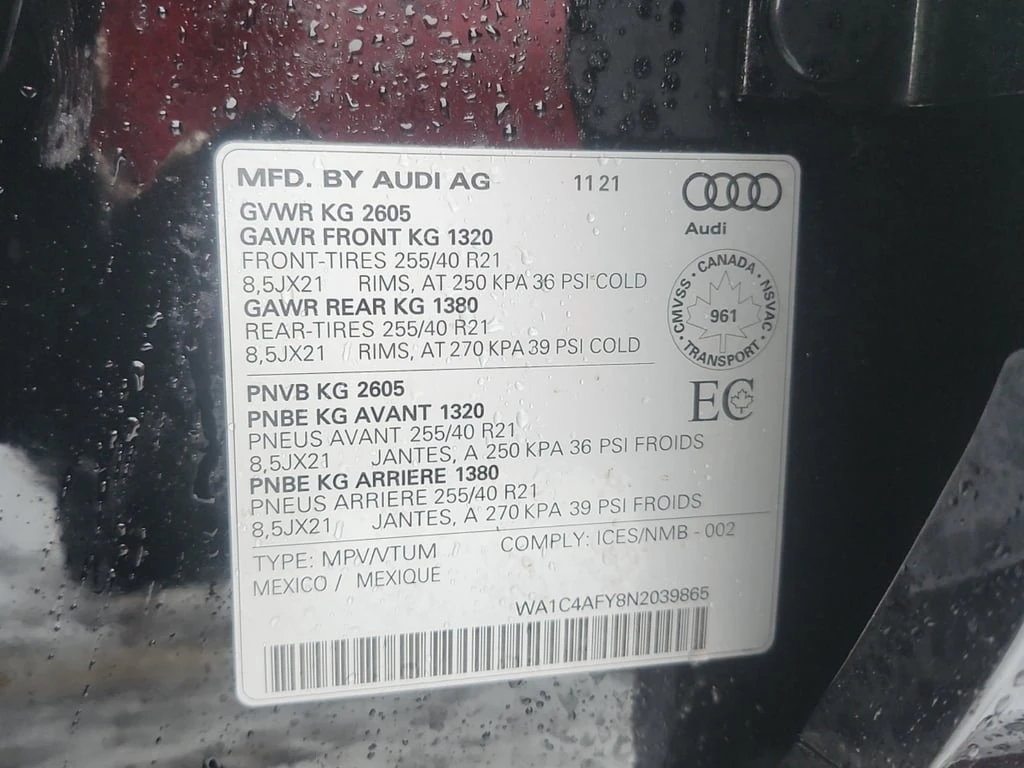 MFD. BY AUDI AG 11 21
Audi
GVWR KG 2605
GAWR FRONT KG 1320
FRONT-TIRES 255/40 R21
8,5JX21 RIMS, AT 250 KPA 36 PSI COLD
GAWR REAR KG 1380
REAR-TIRES 255/40 R21
8,5JX21 // RIMS, AT 270 KPA 39 PSI COLD
CANADA
CMVSS · NSVAC
961
TRANSPORT
EC
PNVB KG 2605
PNBE KG AVANT 1320
PNEUS AVANT 255/40 R21
8,5JX21 JANTES, A 250 KPA 36 PSI FROIDS
PNBE KG ARRIERE 1380
PNEUS ARRIERE 255/40 R21
8,5JX21 // JANTES, A 270 KPA 39 PSI FROIDS
TYPE: MPV/VTUM // COMPLY: ICES/NMB - 002
MEXICO / MEXIQUE
WA1C4AFY8N2039865